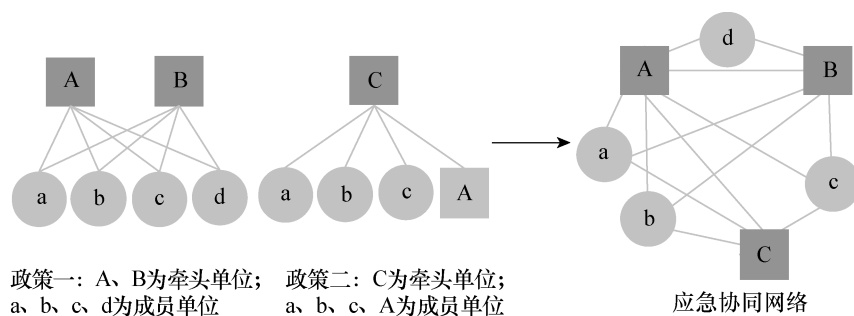 A B
a b c d
政策一：A、B为牵头单位；
a、b、c、d为成员单位
C
a b c A
政策二：C为牵头单位；
a、b、c、A为成员单位
d
A B
a
c
b
C
应急协同网络